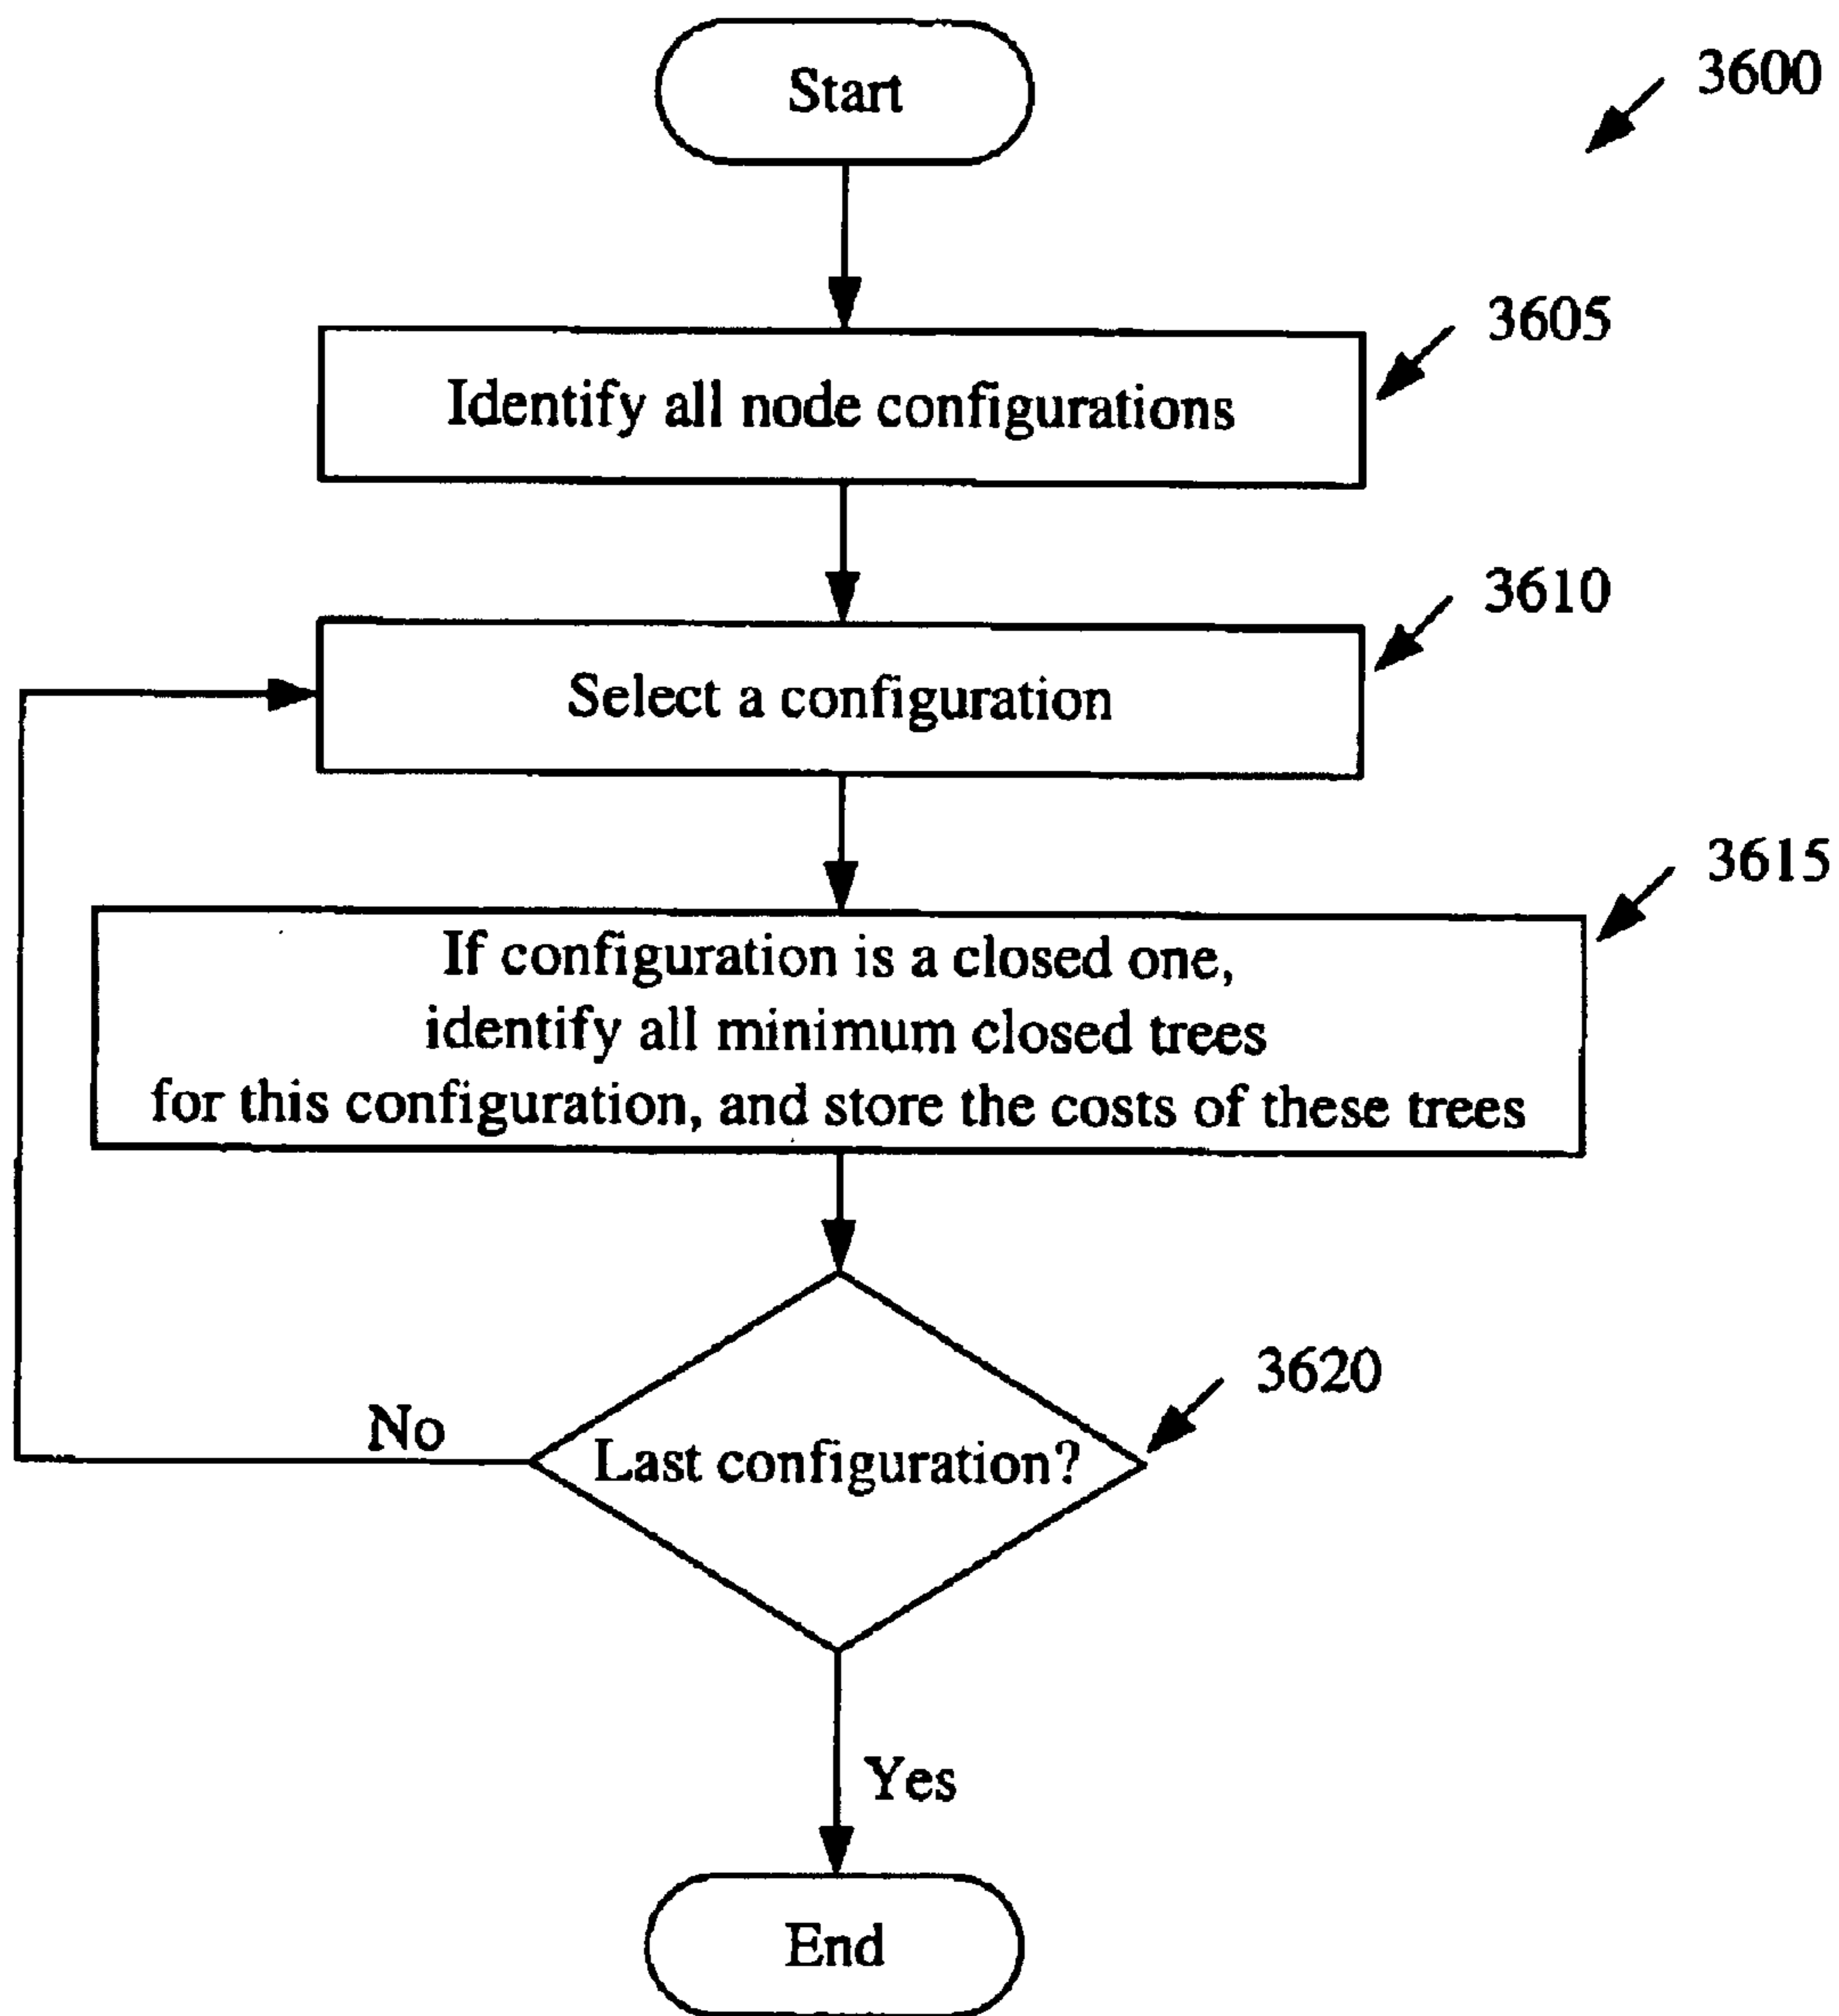 Start
3600
3605
Identify all node configurations
3610
Select a configuration
3615
If configuration is a closed one,
identify all minimum closed trees
for this configuration, and store the costs of these trees
3620
No
Last configuration?
Yes
End